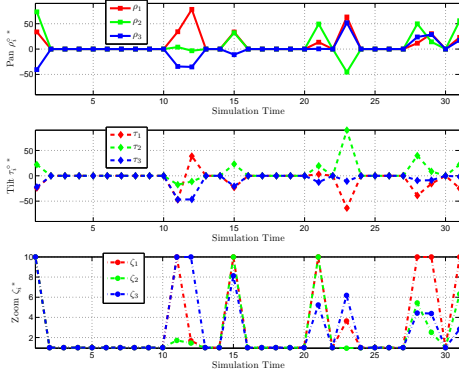 ρ₁
ρ₂
ρ₃
Pan ρᵢ° *
50
0
−50
5
10
15
20
25
30
Simulation Time
τ₁
τ₂
τ₃
Tilt τᵢ° *
50
0
−50
5
10
15
20
25
30
Simulation Time
ζ₁
ζ₂
ζ₃
Zoom ζᵢ*
10
8
6
4
2
5
10
15
20
25
30
Simulation Time